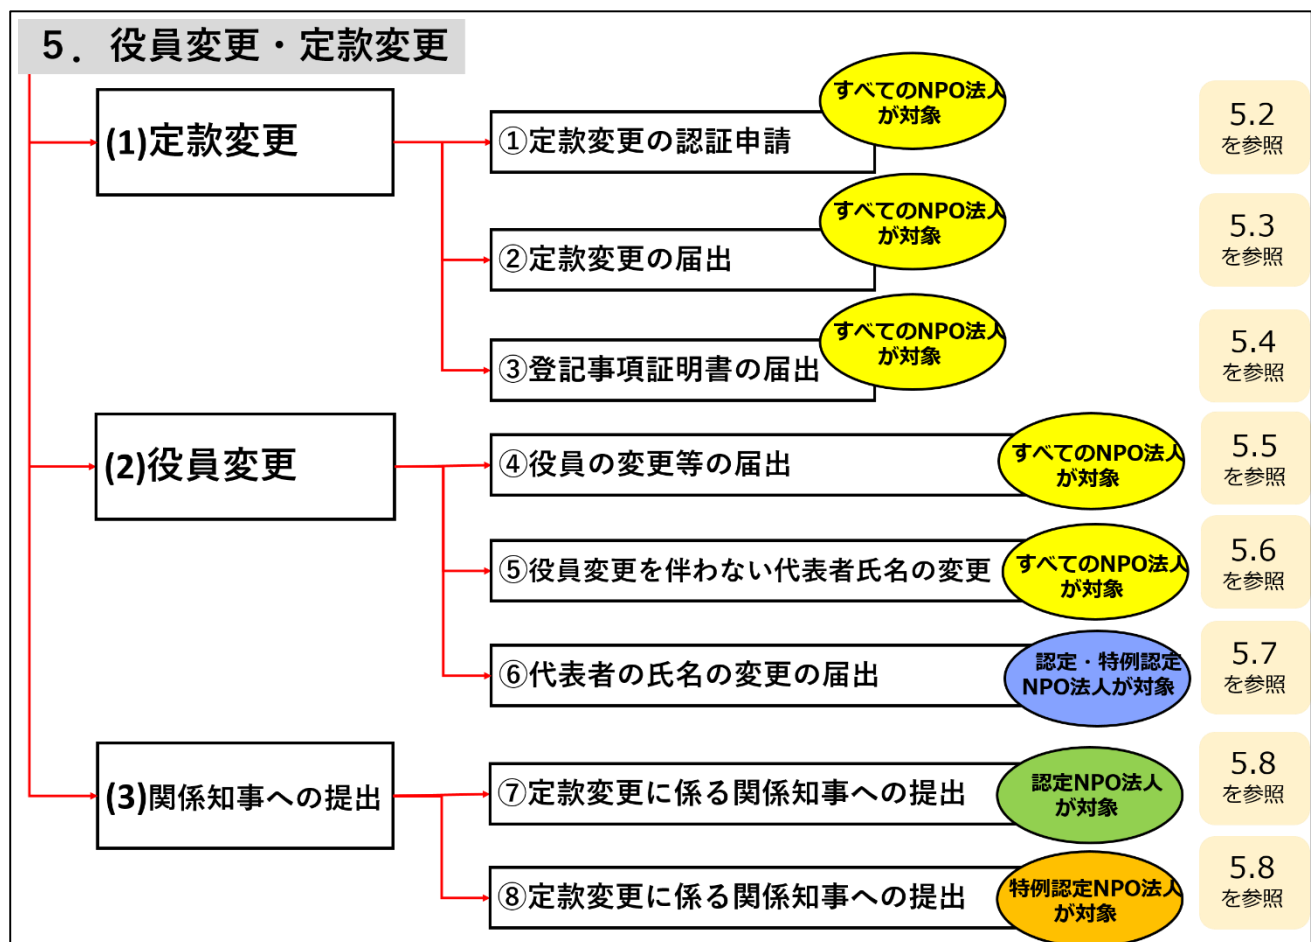 5．役員変更・定款変更
(1)定款変更
①定款変更の認証申請
すべてのNPO法人
が対象
5.2
を参照
②定款変更の届出
すべてのNPO法人
が対象
5.3
を参照
③登記事項証明書の届出
すべてのNPO法人
が対象
5.4
を参照
(2)役員変更
④役員の変更等の届出
すべてのNPO法人
が対象
5.5
を参照
⑤役員変更を伴わない代表者氏名の変更
すべてのNPO法人
が対象
5.6
を参照
⑥代表者の氏名の変更の届出
認定・特例認定
NPO法人が対象
5.7
を参照
(3)関係知事への提出
⑦定款変更に係る関係知事への提出
認定NPO法人
が対象
5.8
を参照
⑧定款変更に係る関係知事への提出
特例認定NPO法人
が対象
5.8
を参照